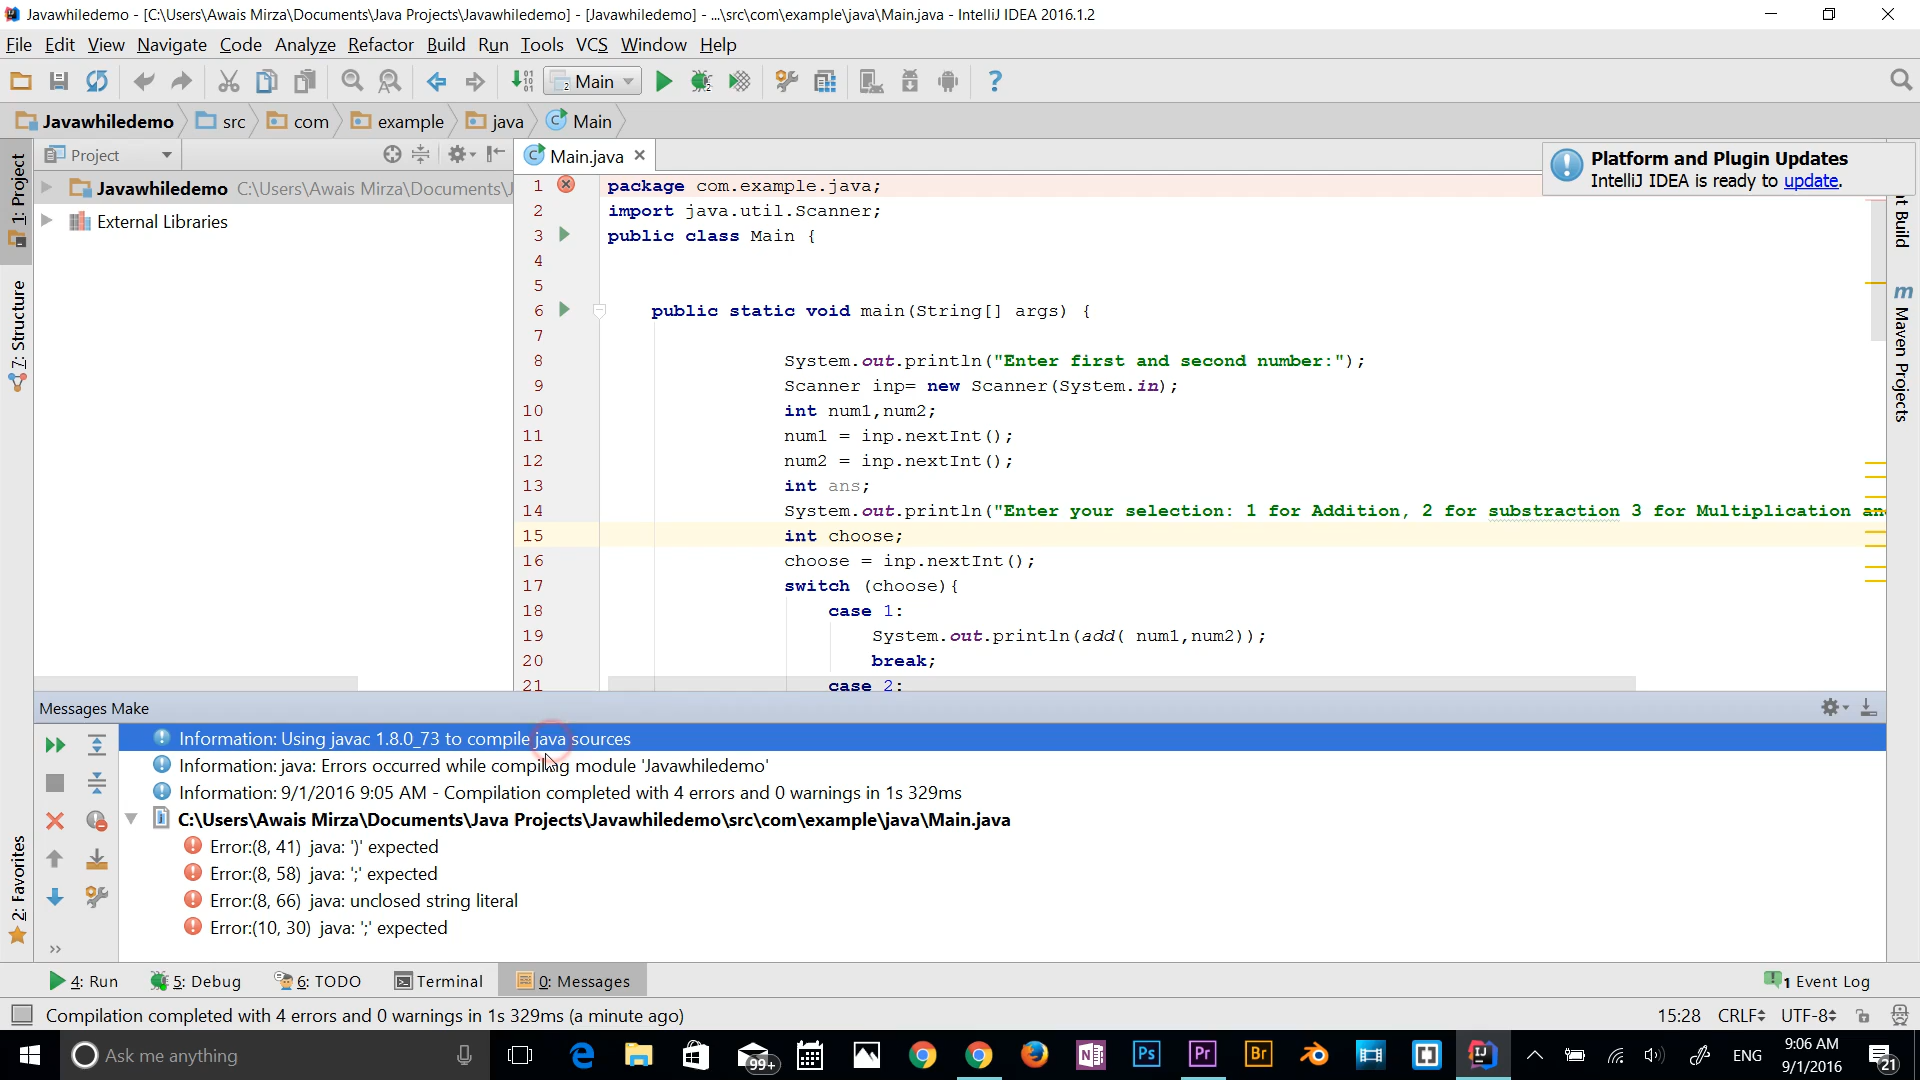 Javawhiledemo - [C:\Users\Awais Mirza\Documents\Java Projects\Javawhiledemo] - [Javawhiledemo] - ...\src\com\example\java\Main.java - IntelliJ IDEA 2016.1.2
File Edit View Navigate Code Analyze Refactor Build Run Tools VCS Window Help
Main
Javawhiledemo src com example java Main
1: Project
7: Structure
2: Favorites
Project
Javawhiledemo C:\Users\Awais Mirza\Documents\J
External Libraries
Main.java
Platform and Plugin Updates
IntelliJ IDEA is ready to update.
t Build
Maven Projects
1 package com.example.java;
2 import java.util.Scanner;
3 public class Main {
4
5
6 public static void main(String[] args) {
7
8 System.out.println("Enter first and second number:");
9 Scanner inp= new Scanner(System.in);
10 int num1,num2;
11 num1 = inp.nextInt();
12 num2 = inp.nextInt();
13 int ans;
14 System.out.println("Enter your selection: 1 for Addition, 2 for substraction 3 for Multiplication an
15 int choose;
16 choose = inp.nextInt();
17 switch (choose){
18 case 1:
19 System.out.println(add( num1,num2));
20 break;
21 case 2:
Messages Make
Information: Using javac 1.8.0_73 to compile java sources
Information: java: Errors occurred while compiling module 'Javawhiledemo'
Information: 9/1/2016 9:05 AM - Compilation completed with 4 errors and 0 warnings in 1s 329ms
C:\Users\Awais Mirza\Documents\Java Projects\Javawhiledemo\src\com\example\java\Main.java
Error:(8, 41) java: ')' expected
Error:(8, 58) java: ';' expected
Error:(8, 66) java: unclosed string literal
Error:(10, 30) java: ';' expected
4: Run 5: Debug 6: TODO Terminal 0: Messages 1 Event Log
Compilation completed with 4 errors and 0 warnings in 1s 329ms (a minute ago) 15:28 CRLF UTF-8
Ask me anything 99+ Ps Pr Br ENG 9:06 AM
9/1/2016 21